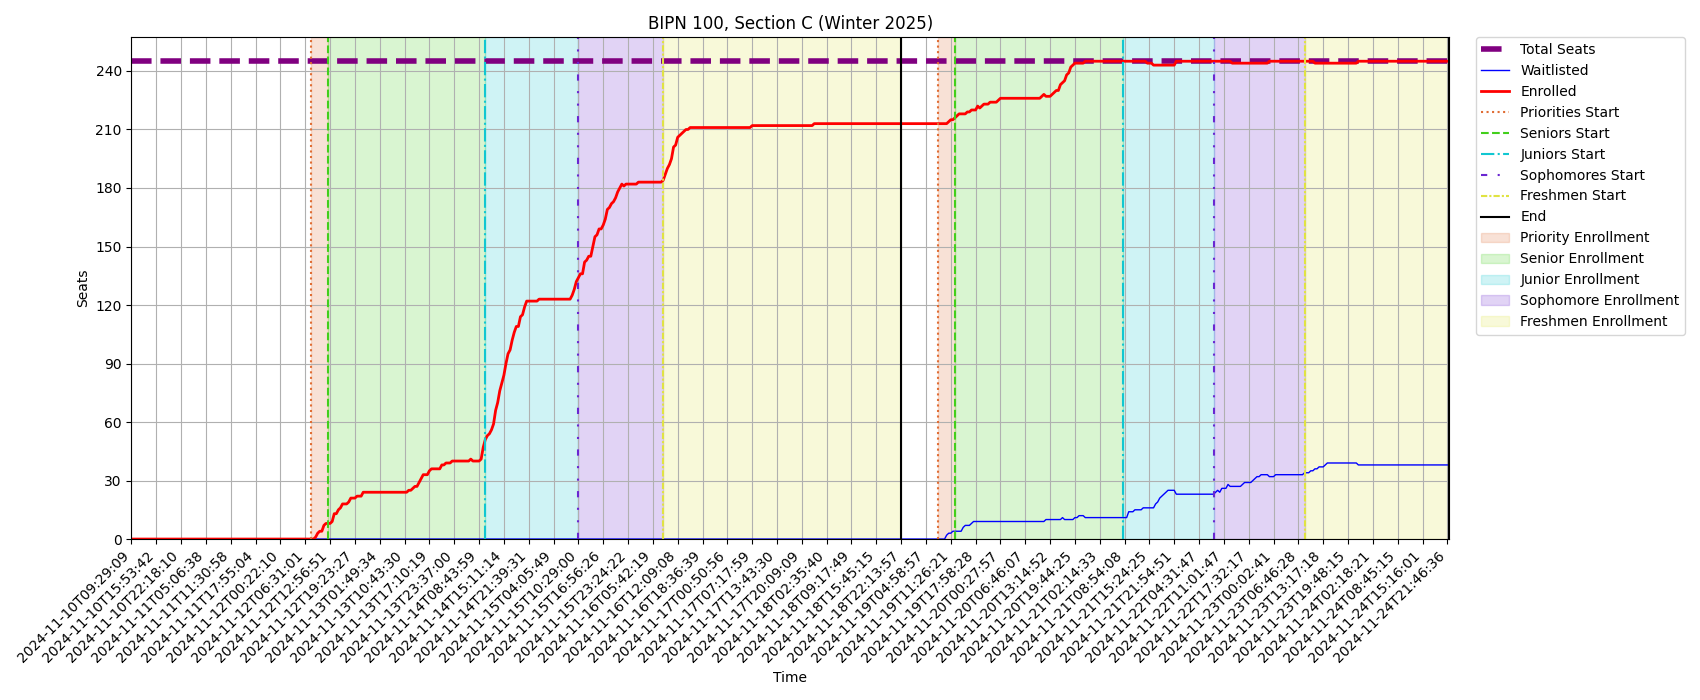 BIPN 100, Section C (Winter 2025)
Seats
240
210
180
150
120
90
60
30
0
2024-11-10T09:29:09
2024-11-10T15:53:42
2024-11-10T22:18:10
2024-11-11T05:06:38
2024-11-11T11:30:58
2024-11-11T17:55:04
2024-11-12T00:22:10
2024-11-12T06:31:01
2024-11-12T12:56:51
2024-11-12T19:23:27
2024-11-13T01:49:34
2024-11-13T10:43:30
2024-11-13T17:10:19
2024-11-13T23:37:00
2024-11-14T08:43:59
2024-11-14T15:11:14
2024-11-14T21:39:31
2024-11-15T04:05:49
2024-11-15T10:29:00
2024-11-15T16:56:26
2024-11-15T23:24:22
2024-11-16T05:42:19
2024-11-16T12:09:08
2024-11-16T18:36:39
2024-11-17T00:50:56
2024-11-17T07:17:59
2024-11-17T13:43:30
2024-11-17T20:09:09
2024-11-18T02:35:40
2024-11-18T09:17:49
2024-11-18T15:45:15
2024-11-18T22:13:57
2024-11-19T04:58:57
2024-11-19T11:26:21
2024-11-19T17:58:28
2024-11-20T00:27:57
2024-11-20T06:46:07
2024-11-20T13:14:52
2024-11-20T19:44:25
2024-11-21T02:14:33
2024-11-21T08:54:08
2024-11-21T15:24:25
2024-11-21T21:54:51
2024-11-22T04:31:47
2024-11-22T11:01:47
2024-11-22T17:32:17
2024-11-23T00:02:41
2024-11-23T06:46:28
2024-11-23T13:17:18
2024-11-23T19:48:15
2024-11-24T02:18:21
2024-11-24T08:45:15
2024-11-24T15:16:01
2024-11-24T21:46:36
Time
Total Seats
Waitlisted
Enrolled
Priorities Start
Seniors Start
Juniors Start
Sophomores Start
Freshmen Start
End
Priority Enrollment
Senior Enrollment
Junior Enrollment
Sophomore Enrollment
Freshmen Enrollment